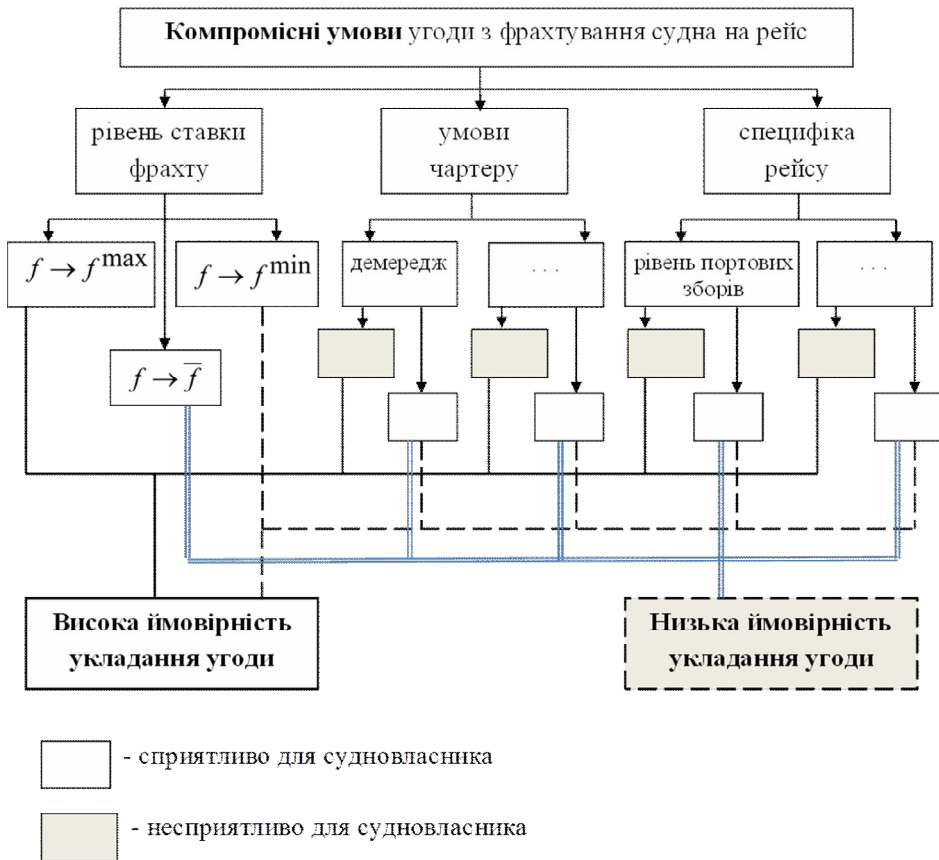 Компромісні умови угоди з фрахтування судна на рейс
рівень ставки
фрахту
умови
чартеру
специфіка
рейсу
f → f^max
f → f^min
демередж
. . .
рівень портових
зборів
. . .
f → f̅
Висока ймовірність
укладання угоди
Низька ймовірність
укладання угоди
- сприятливо для судновласника
- несприятливо для судновласника